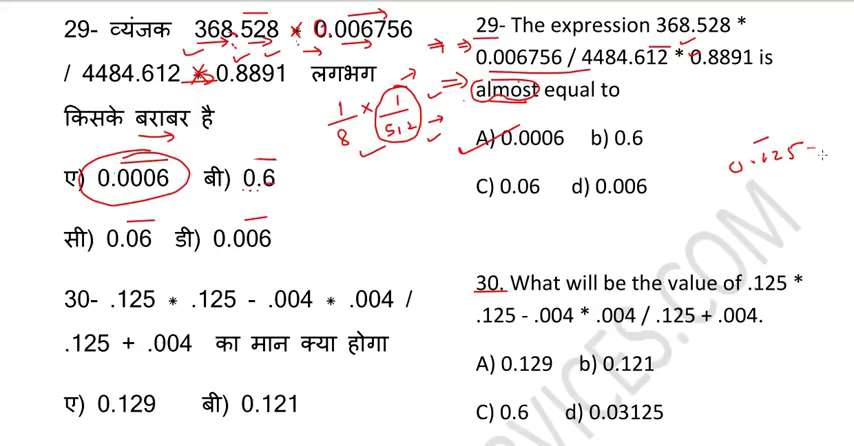 29- व्यंजक 368.528 * 0.006756
/ 4484.612 * 0.8891 लगभग
किसके बराबर है
ए) 0.0006 बी) 0.6
सी) 0.06 डी) 0.006
30- .125 * .125 - .004 * .004 /
.125 + .004 का मान क्या होगा
ए) 0.129 बी) 0.121
1/8 × 1/512
29- The expression 368.528 *
0.006756 / 4484.612 * 0.8891 is
almost equal to
A) 0.0006 b) 0.6
C) 0.06 d) 0.006
0.125 -
30. What will be the value of .125 *
.125 - .004 * .004 / .125 + .004.
A) 0.129 b) 0.121
C) 0.6 d) 0.03125
VICES.COM